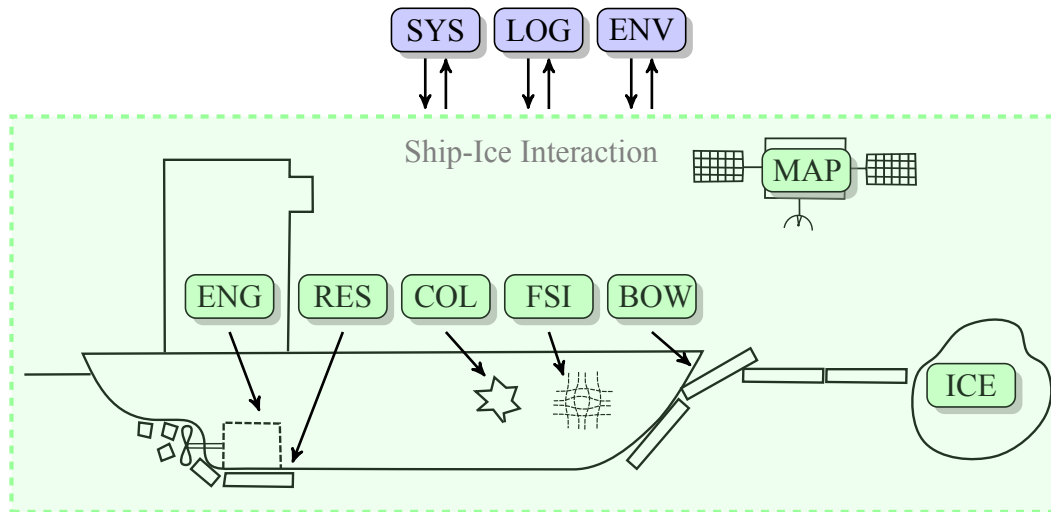 SYS LOG ENV
Ship-Ice Interaction
MAP
ENG RES COL FSI BOW
ICE